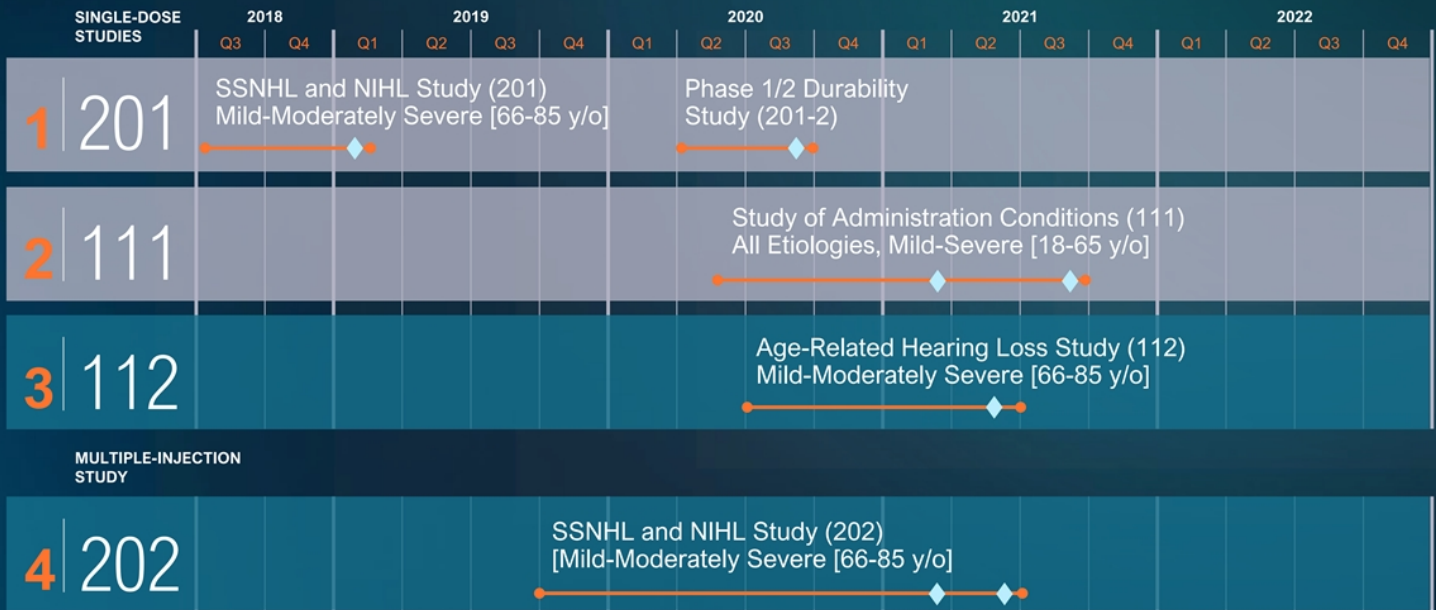 SINGLE-DOSE
STUDIES
2018
2019
2020
2021
2022
Q3 Q4 Q1 Q2 Q3 Q4 Q1 Q2 Q3 Q4 Q1 Q2 Q3 Q4 Q1 Q2 Q3 Q4
1 201
SSNHL and NIHL Study (201)
Mild-Moderately Severe [66-85 y/o]
Phase 1/2 Durability
Study (201-2)
2 111
Study of Administration Conditions (111)
All Etiologies, Mild-Severe [18-65 y/o]
3 112
Age-Related Hearing Loss Study (112)
Mild-Moderately Severe [66-85 y/o]
MULTIPLE-INJECTION
STUDY
4 202
SSNHL and NIHL Study (202)
[Mild-Moderately Severe [66-85 y/o]